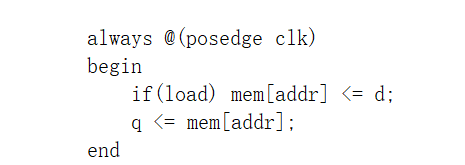 always @(posedge clk)
begin
    if(load) mem[addr] <= d;
    q <= mem[addr];
end